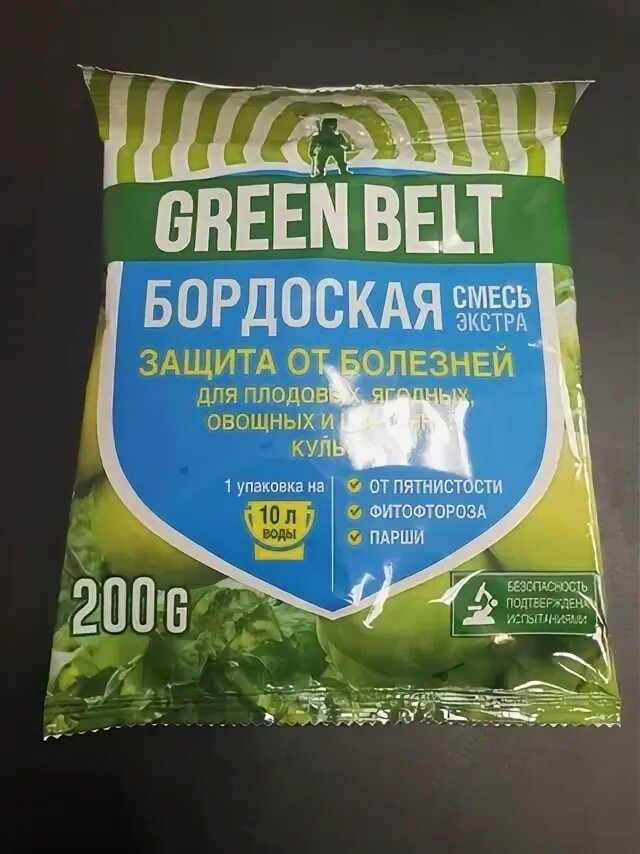 GREEN BELT
БОРДОСКАЯ СМЕСЬ
ЭКСТРА
ЗАЩИТА ОТ БОЛЕЗНЕЙ
ДЛЯ ПЛОДОВЫХ, ЯГОДНЫХ,
ОВОЩНЫХ И
1 упаковка на
10 л
ВОДЫ
ОТ ПЯТНИСТОСТИ
ФИТОФТОРОЗА
ПАРШИ
200G
БЕЗОПАСНОСТЬ
ПОДТВЕРЖДЕНА
ИСПЫТАНИЯМИ